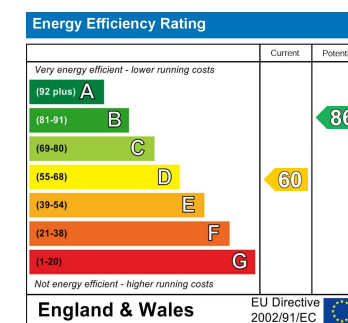 Energy Efficiency Rating
Current
Very energy efficient - lower running costs
(92 plus) A
(81-91) B
86
(69-80) C
(55-68) D
60
(39-54) E
(21-38) F
(1-20) G
Not energy efficient - higher running costs
England & Wales
EU Directive
2002/91/EC